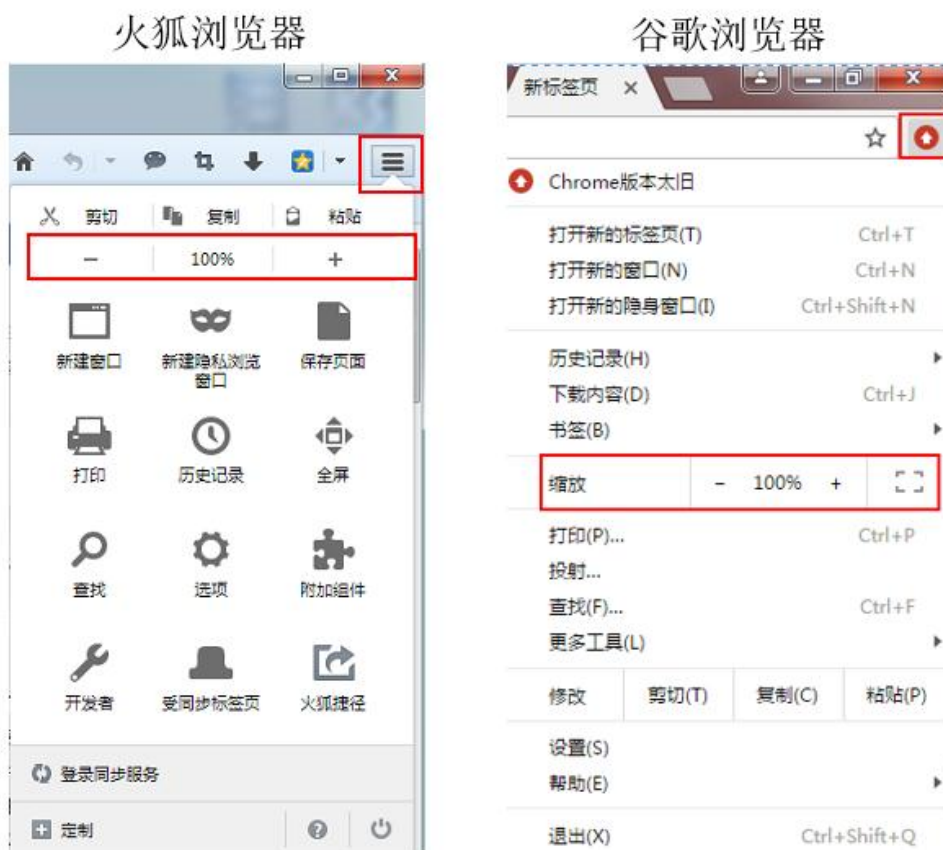 火狐浏览器
剪切 复制 粘贴
− 100% +
新建窗口 新建隐私浏览窗口 保存页面
打印 历史记录 全屏
查找 选项 附加组件
开发者 受同步标签页 火狐捷径
登录同步服务
定制
谷歌浏览器
新标签页
Chrome版本太旧
打开新的标签页(T) Ctrl+T
打开新的窗口(N) Ctrl+N
打开新的隐身窗口(I) Ctrl+Shift+N
历史记录(H)
下载内容(D) Ctrl+J
书签(B)
缩放 - 100% +
打印(P)... Ctrl+P
投射...
查找(F)... Ctrl+F
更多工具(L)
修改 剪切(T) 复制(C) 粘贴(P)
设置(S)
帮助(E)
退出(X) Ctrl+Shift+Q